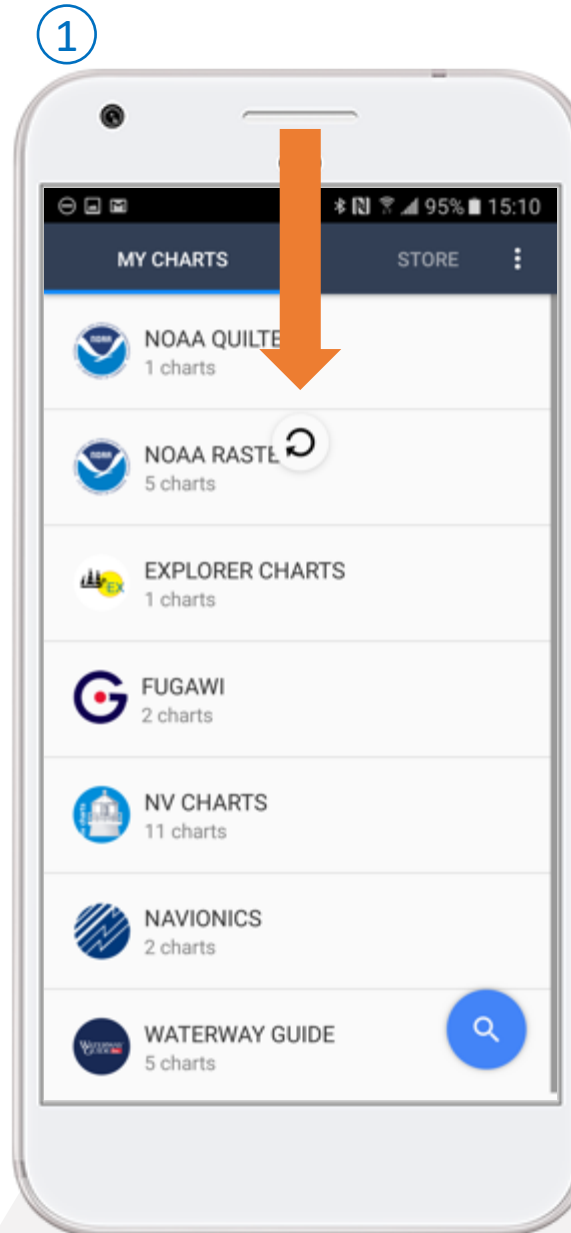 1
95% 15:10
MY CHARTS STORE
NOAA QUILTE
1 charts
NOAA RASTE
5 charts
EXPLORER CHARTS
1 charts
EX
FUGAWI
2 charts
NV CHARTS
11 charts
NAVIONICS
2 charts
WATERWAY GUIDE
5 charts